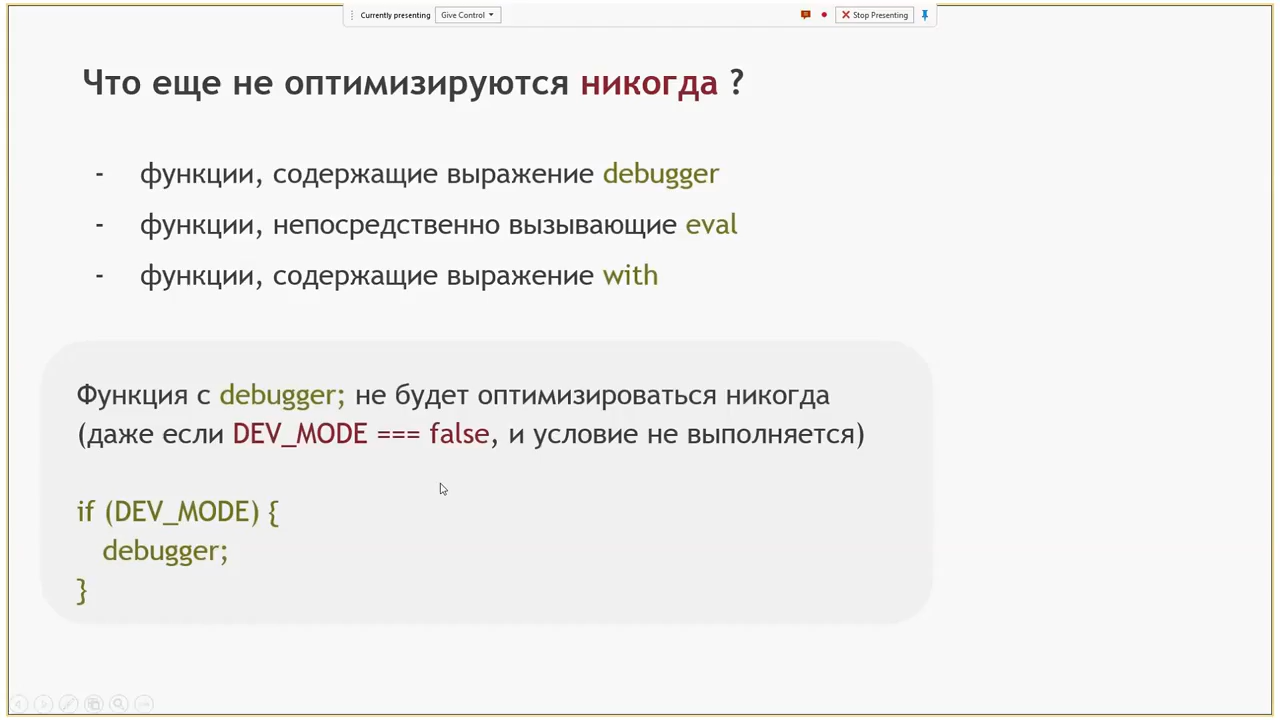 Currently presenting Give Control Stop Presenting
Что еще не оптимизируются никогда ?
- функции, содержащие выражение debugger
- функции, непосредственно вызывающие eval
- функции, содержащие выражение with
Функция с debugger; не будет оптимизироваться никогда
(даже если DEV_MODE === false, и условие не выполняется)
if (DEV_MODE) {
debugger;
}